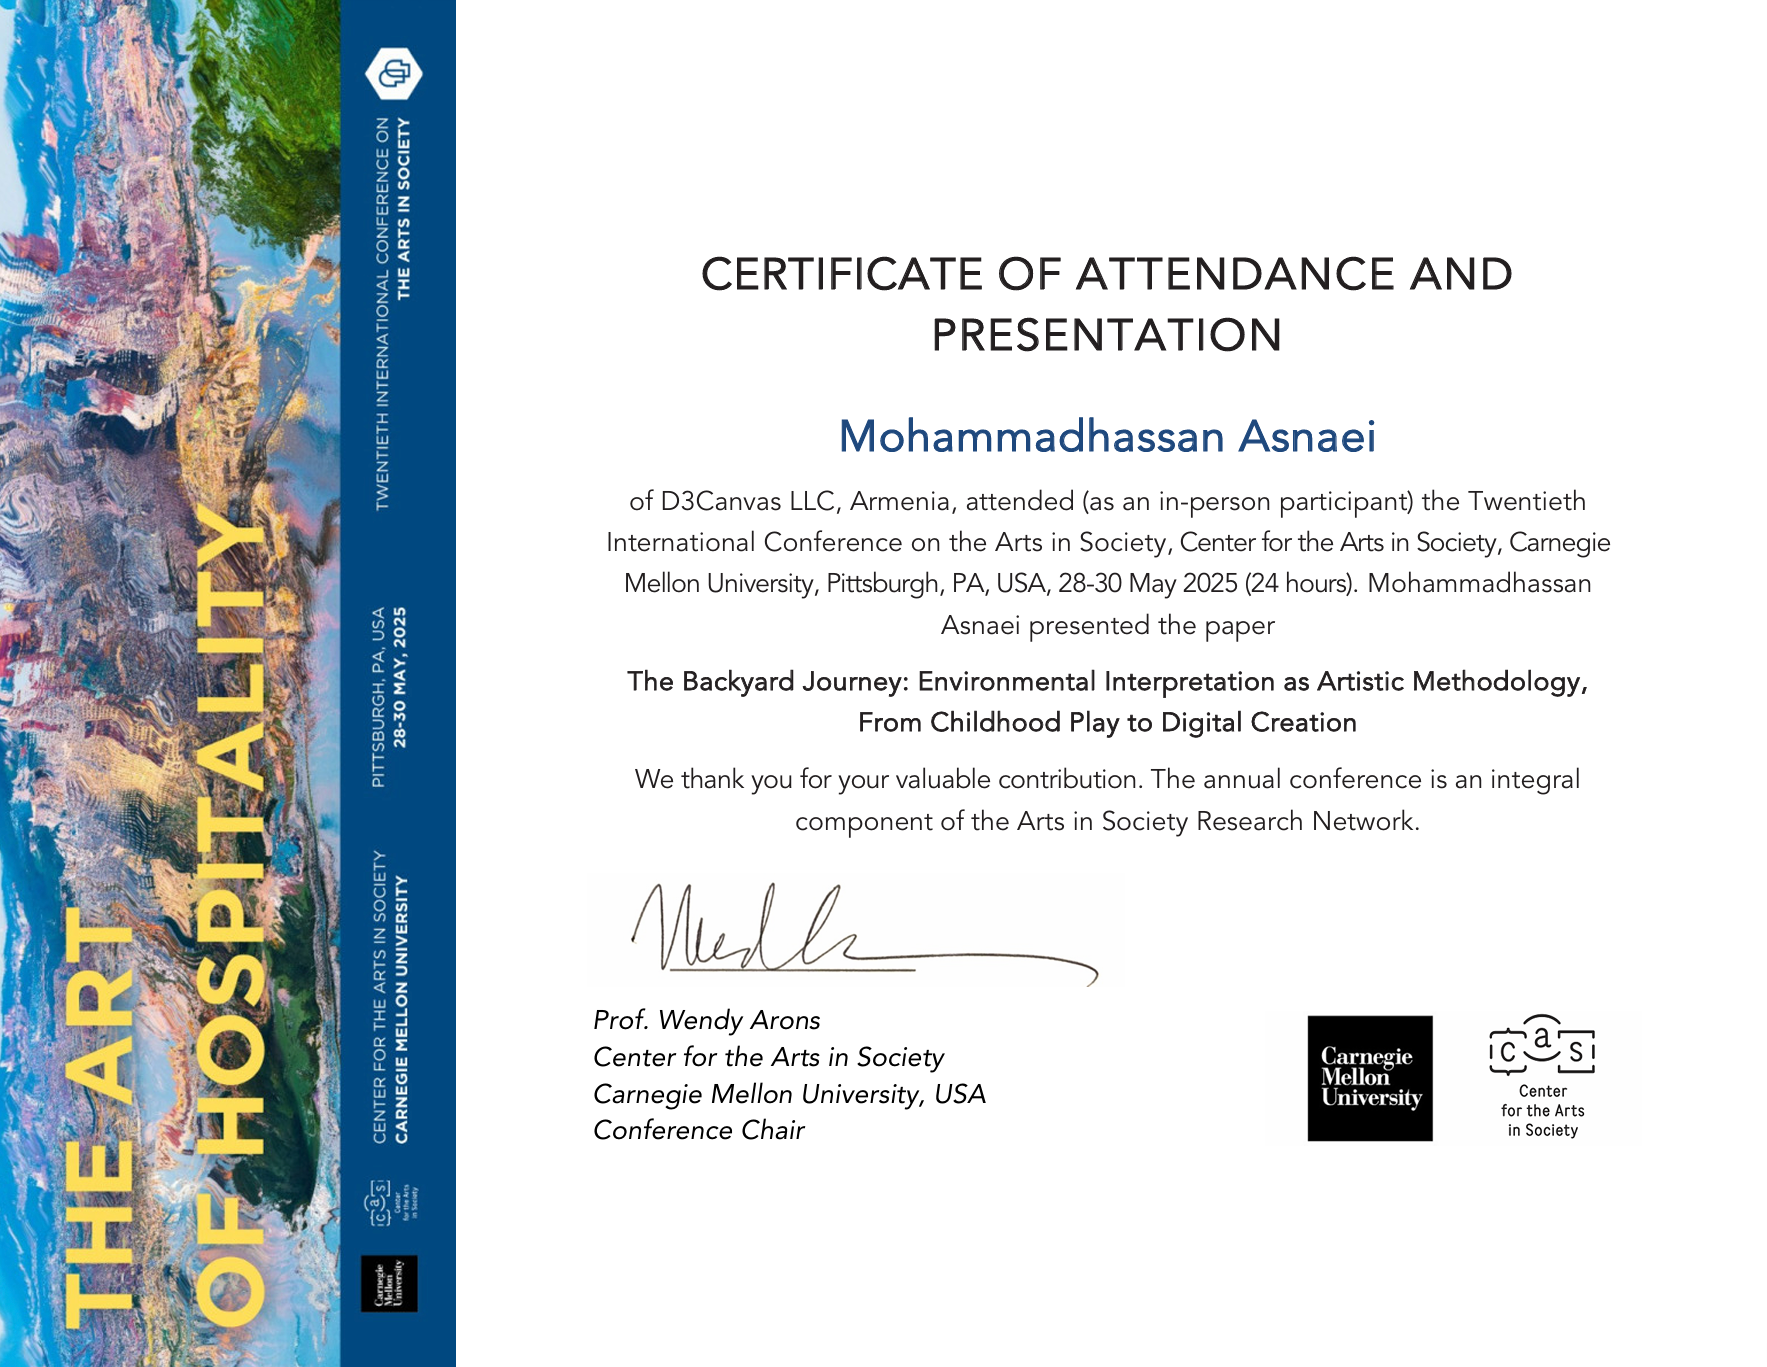 THE ART
OF HOSPITALITY
TWENTIETH INTERNATIONAL CONFERENCE ON
THE ARTS IN SOCIETY
PITTSBURGH, PA, USA
28-30 MAY, 2025
CENTER FOR THE ARTS IN SOCIETY
CARNEGIE MELLON UNIVERSITY
cas
Center
for the Arts
in Society
Carnegie
Mellon
University
CERTIFICATE OF ATTENDANCE AND
PRESENTATION
Mohammadhassan Asnaei
of D3Canvas LLC, Armenia, attended (as an in-person participant) the Twentieth
International Conference on the Arts in Society, Center for the Arts in Society, Carnegie
Mellon University, Pittsburgh, PA, USA, 28-30 May 2025 (24 hours). Mohammadhassan
Asnaei presented the paper
The Backyard Journey: Environmental Interpretation as Artistic Methodology,
From Childhood Play to Digital Creation
We thank you for your valuable contribution. The annual conference is an integral
component of the Arts in Society Research Network.
Prof. Wendy Arons
Center for the Arts in Society
Carnegie Mellon University, USA
Conference Chair
Carnegie
Mellon
University
cas
Center
for the Arts
in Society